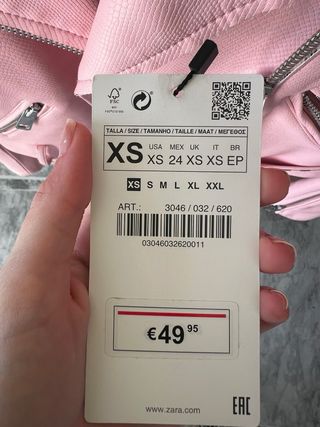 FSC
TALLA / SIZE / TAMANHO / TAILLE / MAAT / ΜΕΓΕΘΟΣ
XS
USA MEX UK IT BR
XS 24 XS XS EP
XS S M L XL XXL
ART.: 3046 / 032 / 620
03046032620011
€49 95
www.zara.com
EAC